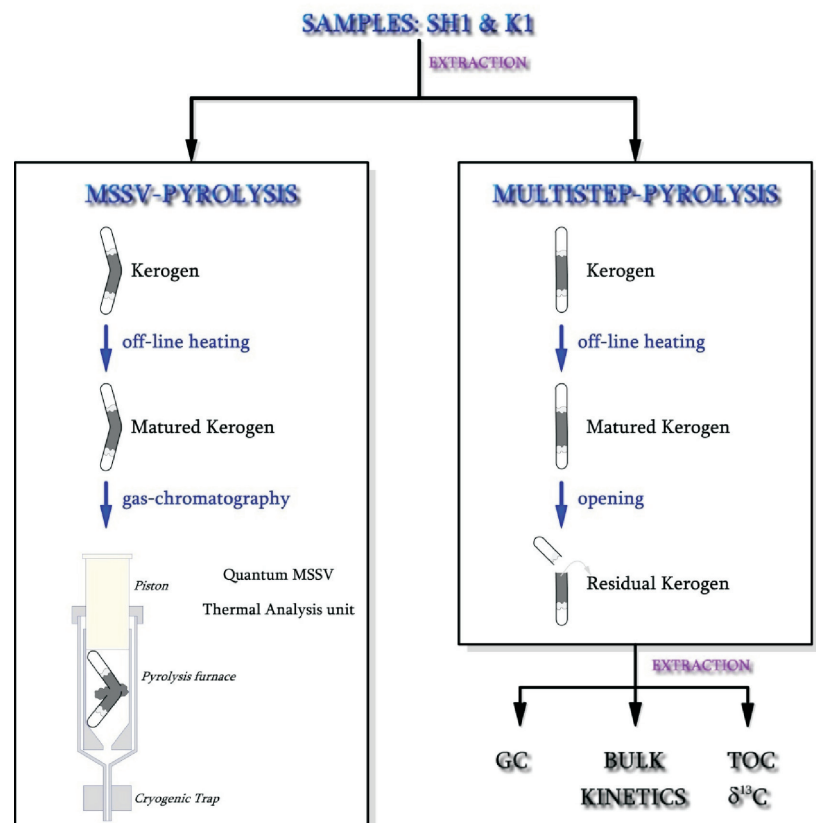 SAMPLES: SH1 & K1
EXTRACTION
MSSV-PYROLYSIS
Kerogen
off-line heating
Matured Kerogen
gas-chromatography
Piston
Quantum MSSV
Thermal Analysis unit
Pyrolysis furnace
Cryogenic Trap
MULTISTEP-PYROLYSIS
Kerogen
off-line heating
Matured Kerogen
opening
Residual Kerogen
EXTRACTION
GC
BULK
KINETICS
TOC
δ¹³C